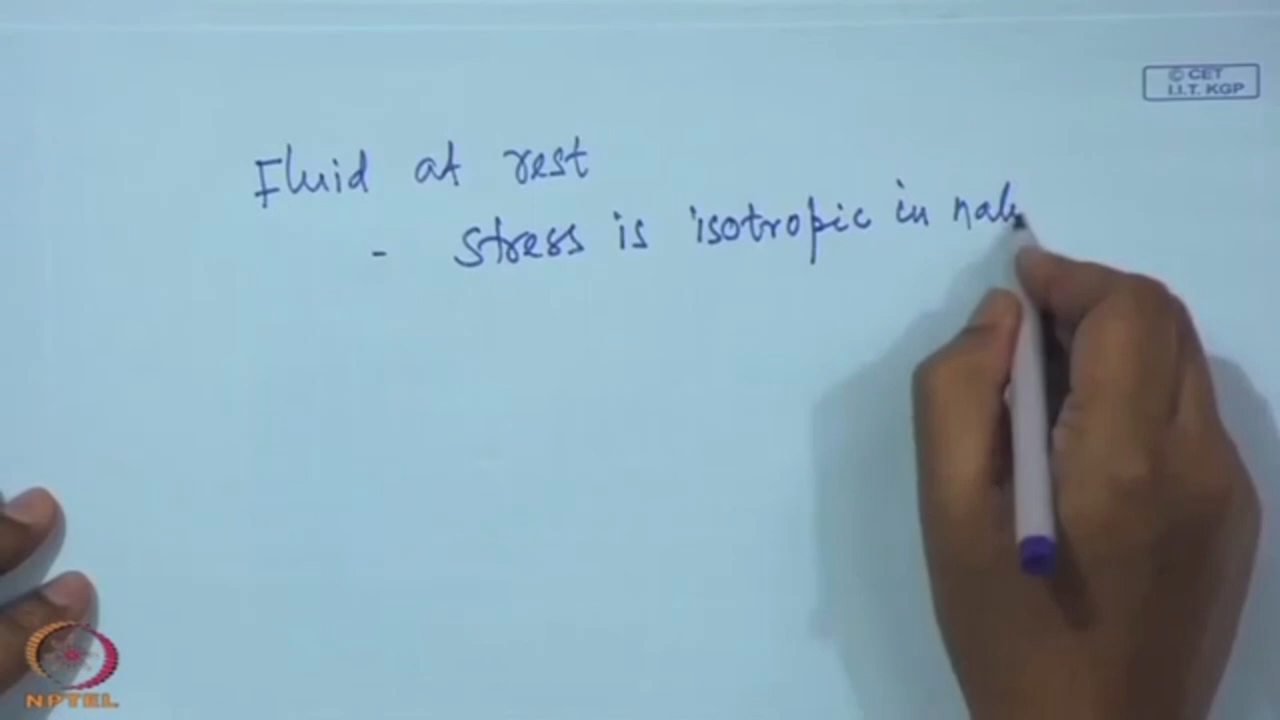 © CET
I.I.T. KGP
Fluid at rest
- Stress is isotropic in
NPTEL